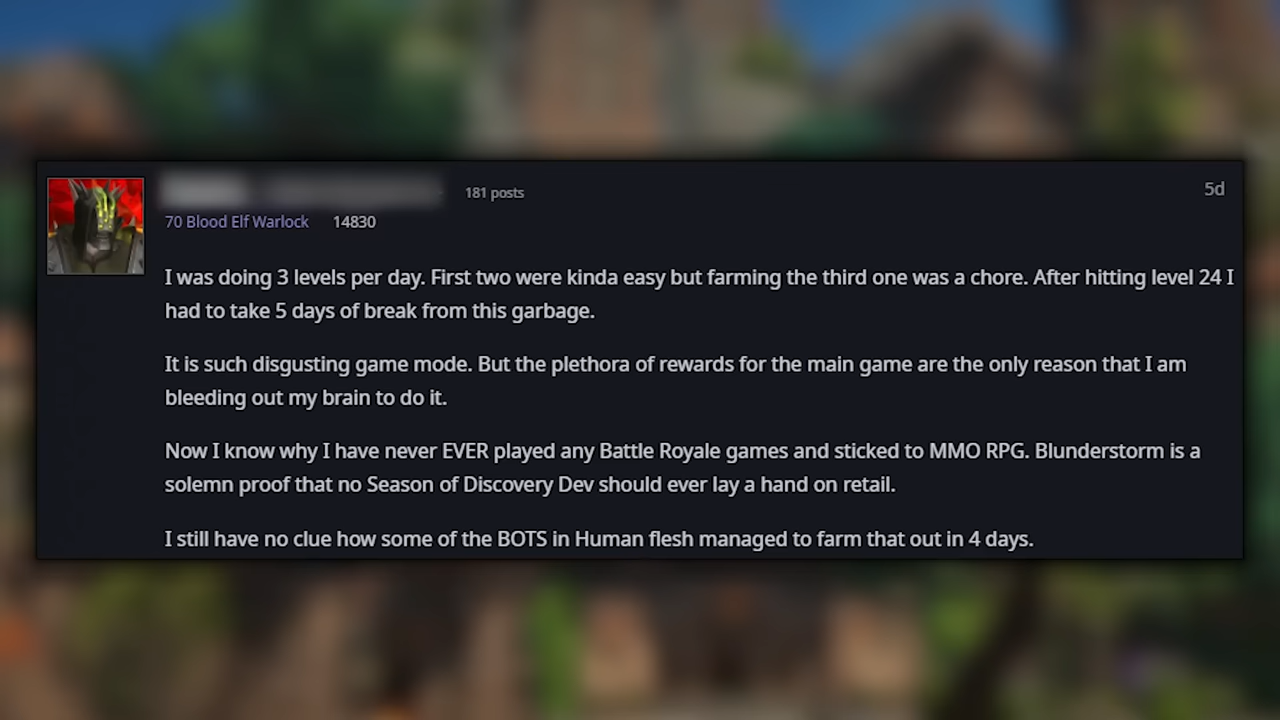 181 posts
5d
70 Blood Elf Warlock 14830
I was doing 3 levels per day. First two were kinda easy but farming the third one was a chore. After hitting level 24 I
had to take 5 days of break from this garbage.
It is such disgusting game mode. But the plethora of rewards for the main game are the only reason that I am
bleeding out my brain to do it.
Now I know why I have never EVER played any Battle Royale games and sticked to MMO RPG. Blunderstorm is a
solemn proof that no Season of Discovery Dev should ever lay a hand on retail.
I still have no clue how some of the BOTS in Human flesh managed to farm that out in 4 days.